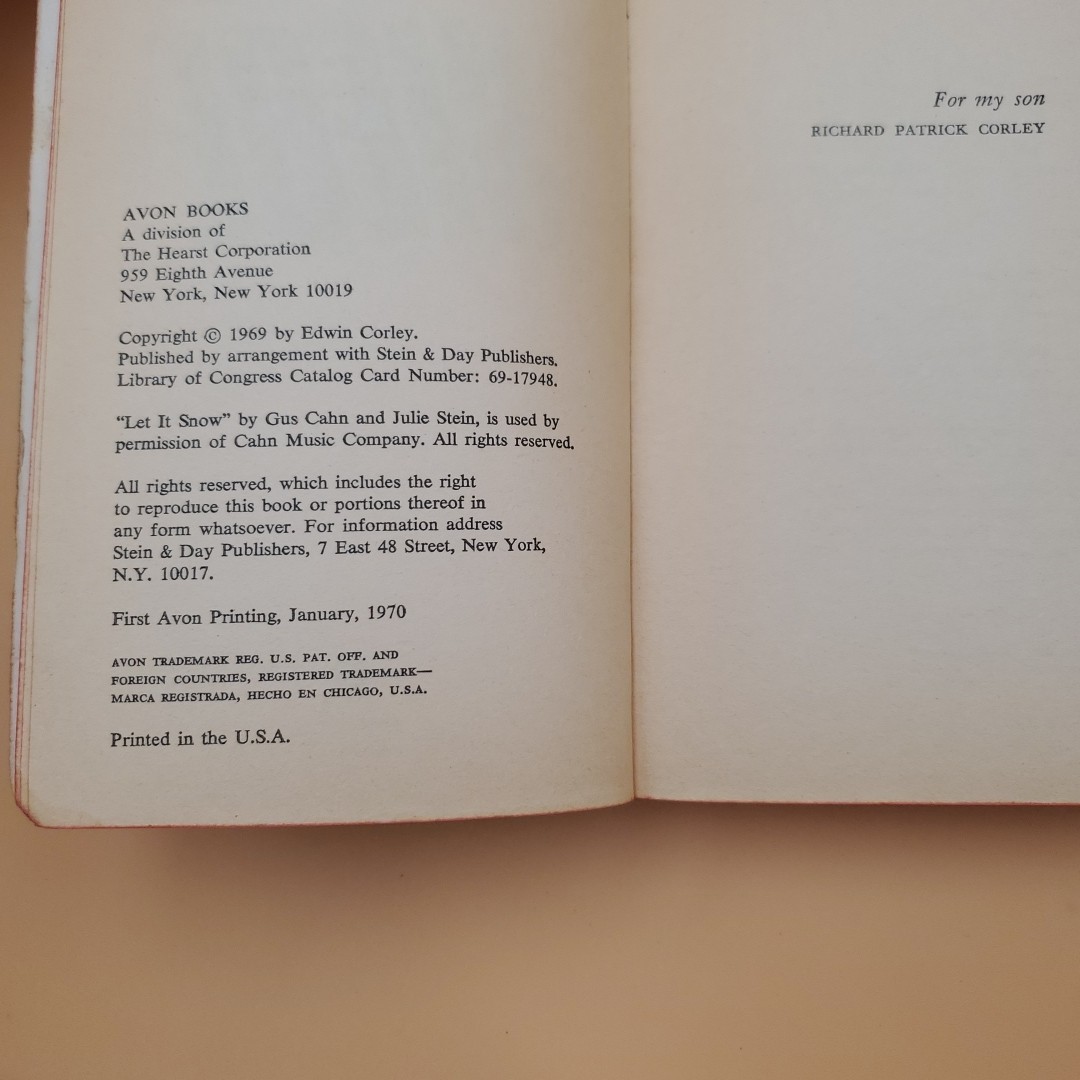 AVON BOOKS
A division of
The Hearst Corporation
959 Eighth Avenue
New York, New York 10019
Copyright © 1969 by Edwin Corley.
Published by arrangement with Stein & Day Publishers.
Library of Congress Catalog Card Number: 69-17948.
"Let It Snow" by Gus Cahn and Julie Stein, is used by
permission of Cahn Music Company. All rights reserved.
All rights reserved, which includes the right
to reproduce this book or portions thereof in
any form whatsoever. For information address
Stein & Day Publishers, 7 East 48 Street, New York,
N.Y. 10017.
First Avon Printing, January, 1970
AVON TRADEMARK REG. U.S. PAT. OFF. AND
FOREIGN COUNTRIES, REGISTERED TRADEMARK—
MARCA REGISTRADA, HECHO EN CHICAGO, U.S.A.
Printed in the U.S.A.
For my son
RICHARD PATRICK CORLEY